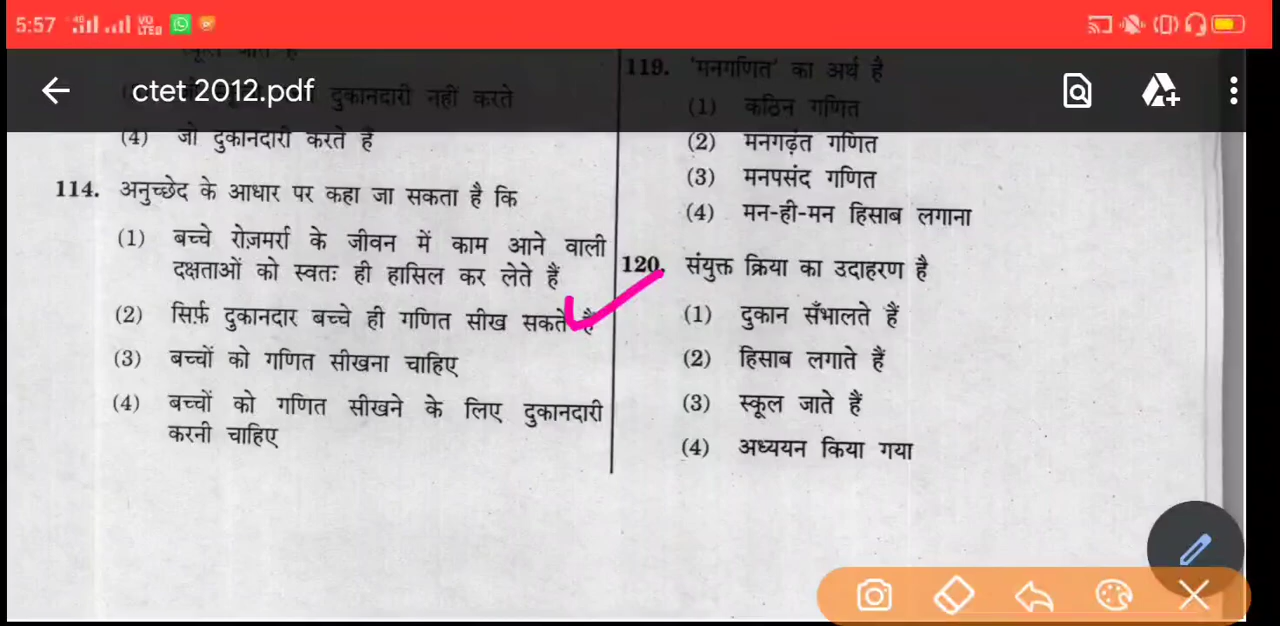 5:57
ctet 2012.pdf
दुकानदारी नहीं करते
(4) जो दुकानदारी करते हैं
114. अनुच्छेद के आधार पर कहा जा सकता है कि
(1) बच्चे रोज़मर्रा के जीवन में काम आने वाली
दक्षताओं को स्वतः ही हासिल कर लेते हैं
(2) सिर्फ़ दुकानदार बच्चे ही गणित सीख सकते हैं
(3) बच्चों को गणित सीखना चाहिए
(4) बच्चों को गणित सीखने के लिए दुकानदारी
करनी चाहिए
119. 'मनगणित' का अर्थ है
(1) कठिन गणित
(2) मनगढ़ंत गणित
(3) मनपसंद गणित
(4) मन-ही-मन हिसाब लगाना
120. संयुक्त क्रिया का उदाहरण है
(1) दुकान सँभालते हैं
(2) हिसाब लगाते हैं
(3) स्कूल जाते हैं
(4) अध्ययन किया गया